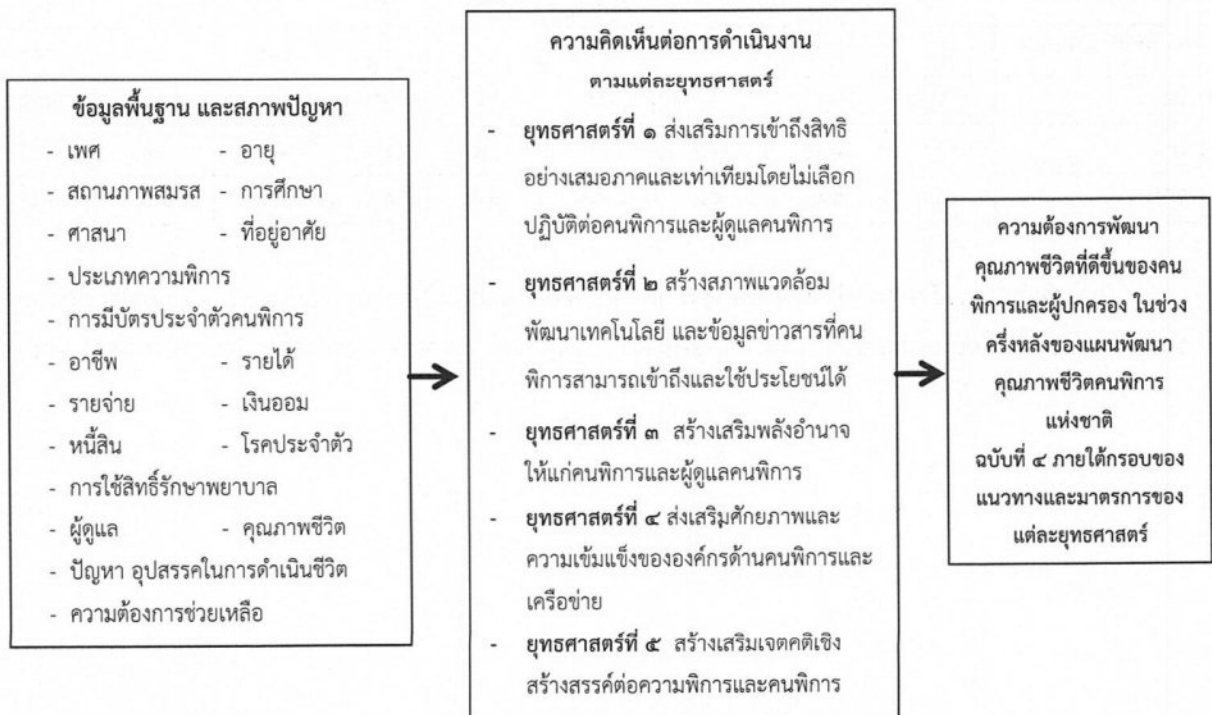 ข้อมูลพื้นฐาน และสภาพปัญหา
- เพศ - อายุ
- สถานภาพสมรส - การศึกษา
- ศาสนา - ที่อยู่อาศัย
- ประเภทความพิการ
- การมีบัตรประจำตัวคนพิการ
- อาชีพ - รายได้
- รายจ่าย - เงินออม
- หนี้สิน - โรคประจำตัว
- การใช้สิทธิ์รักษาพยาบาล
- ผู้ดูแล - คุณภาพชีวิต
- ปัญหา อุปสรรคในการดำเนินชีวิต
- ความต้องการช่วยเหลือ
ความคิดเห็นต่อการดำเนินงาน
ตามแต่ละยุทธศาสตร์
- ยุทธศาสตร์ที่ ๑ ส่งเสริมการเข้าถึงสิทธิ
อย่างเสมอภาคและเท่าเทียมโดยไม่เลือก
ปฏิบัติต่อคนพิการและผู้ดูแลคนพิการ
- ยุทธศาสตร์ที่ ๒ สร้างสภาพแวดล้อม
พัฒนาเทคโนโลยี และข้อมูลข่าวสารที่คน
พิการสามารถเข้าถึงและใช้ประโยชน์ได้
- ยุทธศาสตร์ที่ ๓ สร้างเสริมพลังอำนาจ
ให้แก่คนพิการและผู้ดูแลคนพิการ
- ยุทธศาสตร์ที่ ๔ ส่งเสริมศักยภาพและ
ความเข้มแข็งขององค์กรด้านคนพิการและ
เครือข่าย
- ยุทธศาสตร์ที่ ๕ สร้างเสริมเจตคติเชิง
สร้างสรรค์ต่อความพิการและคนพิการ
ความต้องการพัฒนา
คุณภาพชีวิตที่ดีขึ้นของคน
พิการและผู้ปกครอง ในช่วง
ครึ่งหลังของแผนพัฒนา
คุณภาพชีวิตคนพิการ
แห่งชาติ
ฉบับที่ ๔ ภายใต้กรอบของ
แนวทางและมาตรการของ
แต่ละยุทธศาสตร์